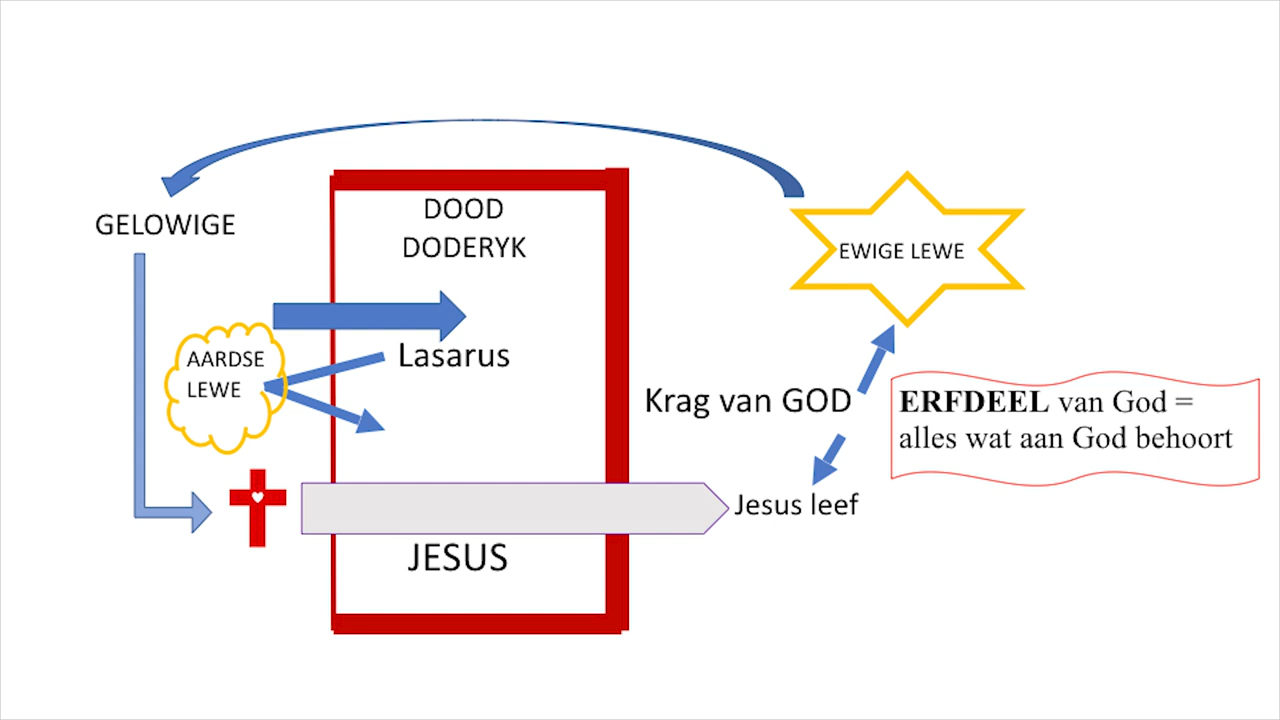 GELOWIGE
DOOD
DODERYK
EWIGE LEWE
AARDSE
LEWE
Lasarus
Krag van GOD
ERFDEEL van God =
alles wat aan God behoort
Jesus leef
JESUS